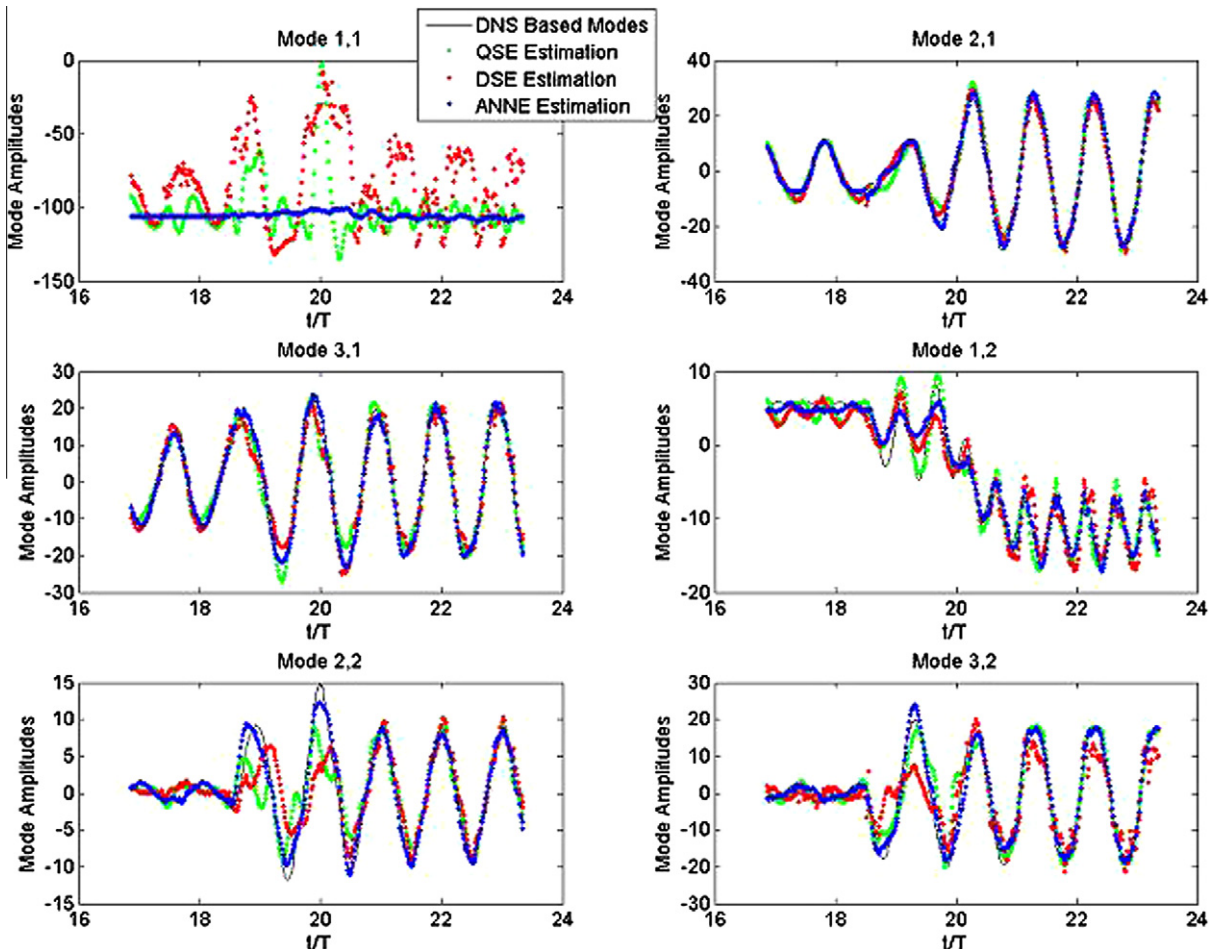 DNS Based Modes
QSE Estimation
DSE Estimation
ANNE Estimation
Mode 1,1
Mode Amplitudes
0
-50
-100
-150
16 18 20 22 24
t/T
Mode 2,1
Mode Amplitudes
40
20
0
-20
-40
16 18 20 22 24
t/T
Mode 3,1
Mode Amplitudes
30
20
10
0
-10
-20
-30
16 18 20 22 24
t/T
Mode 1,2
Mode Amplitudes
10
0
-10
-20
16 18 20 22 24
t/T
Mode 2,2
Mode Amplitudes
15
10
5
0
-5
-10
-15
16 18 20 22 24
t/T
Mode 3,2
Mode Amplitudes
30
20
10
0
-10
-20
-30
16 18 20 22 24
t/T